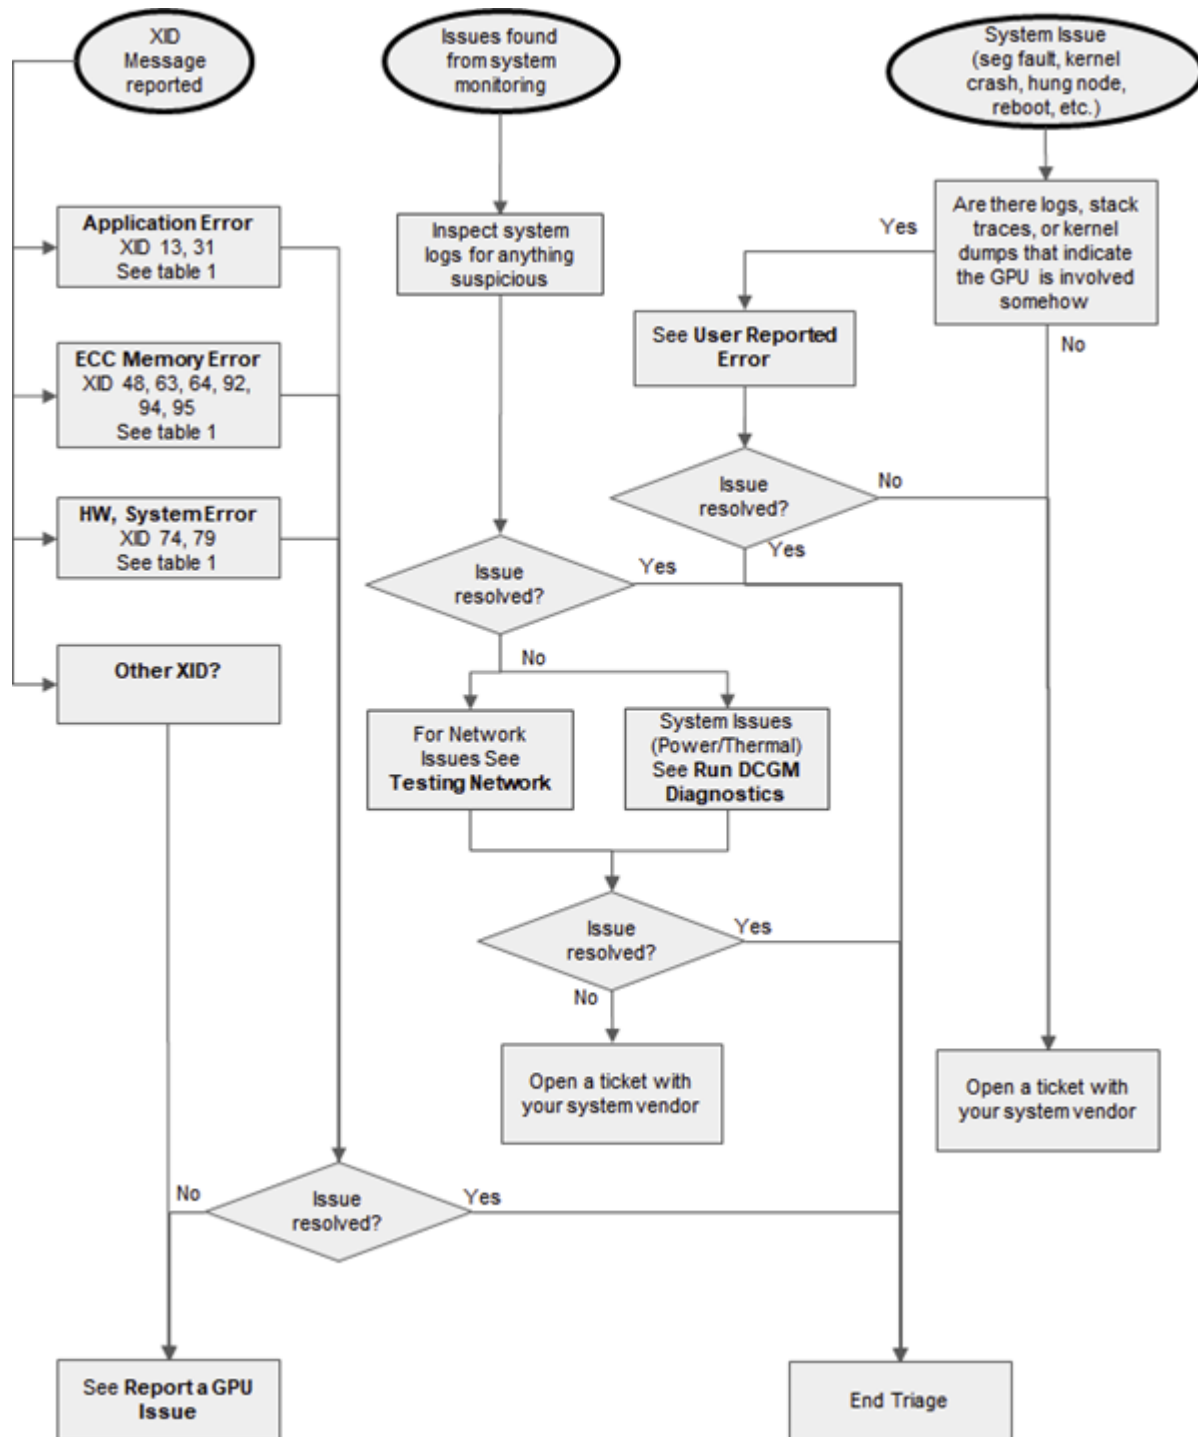 XID
Message
reported
Issues found
from system
monitoring
System Issue
(seg fault, kernel
crash, hung node,
reboot, etc.)
Application Error
XID 13, 31
See table 1
Inspect system
logs for anything
suspicious
Yes
Are there logs, stack
traces, or kernel
dumps that indicate
the GPU is involved
somehow
See User Reported
Error
No
ECC Memory Error
XID 48, 63, 64, 92,
94, 95
See table 1
Issue
resolved?
No
Yes
HW, System Error
XID 74, 79
See table 1
Issue
resolved?
Yes
No
Other XID?
For Network
Issues See
Testing Network
System Issues
(Power/Thermal)
See Run DCGM
Diagnostics
Issue
resolved?
Yes
No
Open a ticket with
your system vendor
Open a ticket with
your system vendor
No
Issue
resolved?
Yes
See Report a GPU
Issue
End Triage